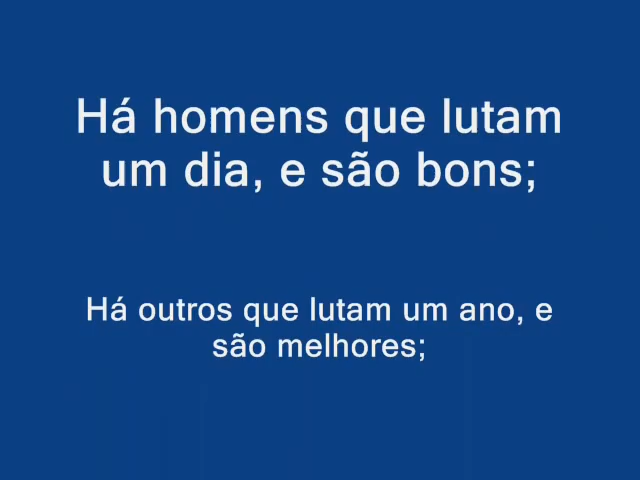 Há homens que lutam
um dia, e são bons;
Há outros que lutam um ano, e
são melhores;